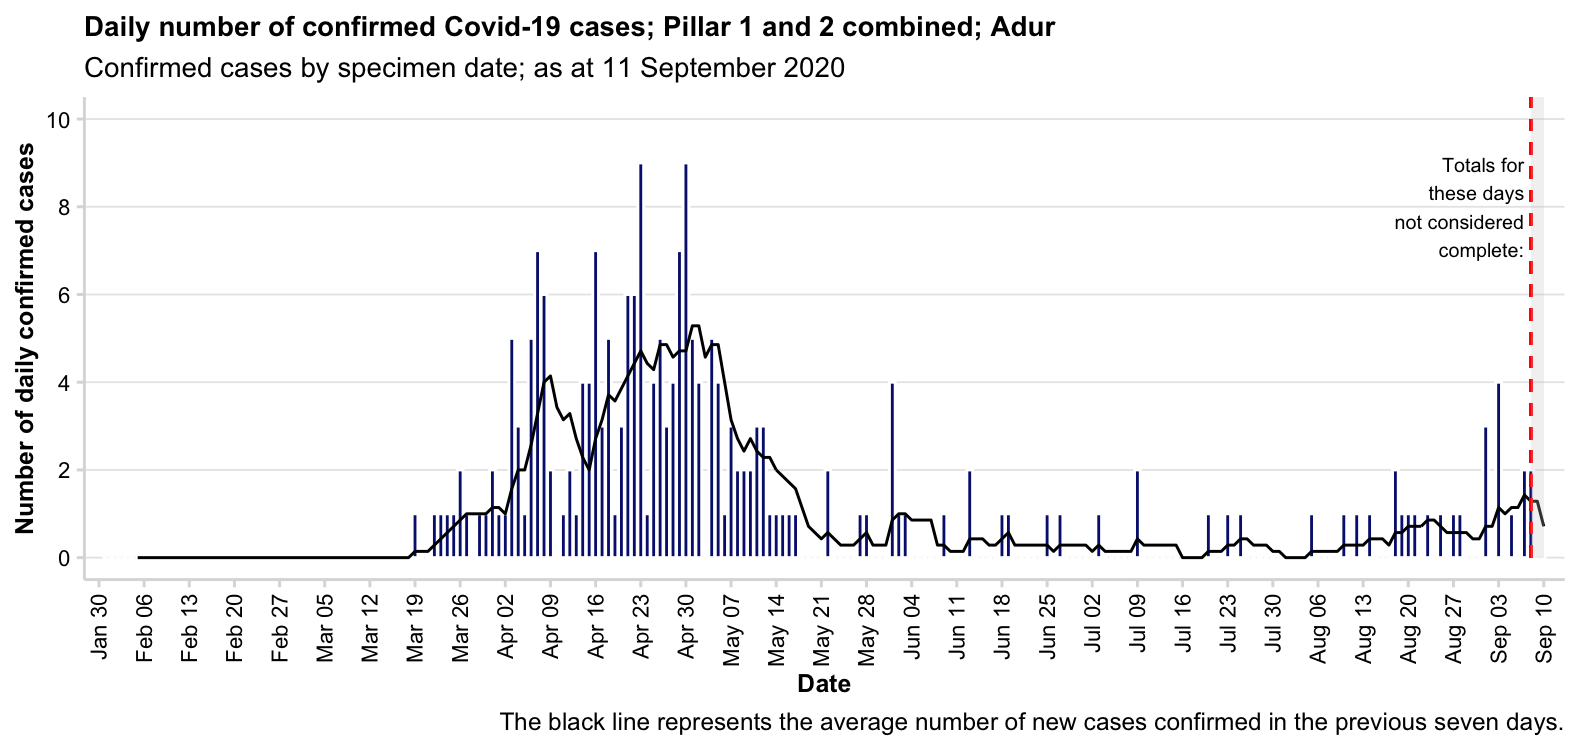 Daily number of confirmed Covid-19 cases; Pillar 1 and 2 combined; Adur
Confirmed cases by specimen date; as at 11 September 2020
Number of daily confirmed cases
10
8
6
4
2
0
Totals for
these days
not considered
complete:
Jan 30
Feb 06
Feb 13
Feb 20
Feb 27
Mar 05
Mar 12
Mar 19
Mar 26
Apr 02
Apr 09
Apr 16
Apr 23
Apr 30
May 07
May 14
May 21
May 28
Jun 04
Jun 11
Jun 18
Jun 25
Jul 02
Jul 09
Jul 16
Jul 23
Jul 30
Aug 06
Aug 13
Aug 20
Aug 27
Sep 03
Sep 10
Date
The black line represents the average number of new cases confirmed in the previous seven days.